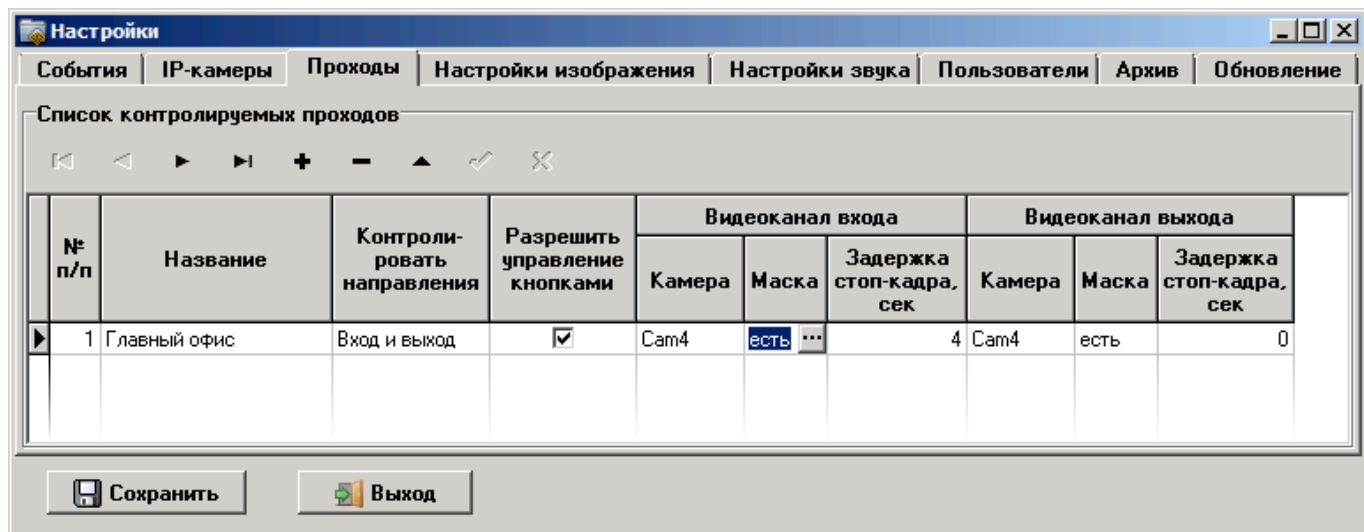 Настройки
События IP-камеры Проходы Настройки изображения Настройки звука Пользователи Архив Обновление
Список контролируемых проходов
№ п/п Название Контроли-ровать направления Разрешить управление кнопками Видеоканал входа Видеоканал выхода
Камера Маска Задержка стоп-кадра, сек Камера Маска Задержка стоп-кадра, сек
1 Главный офис Вход и выход Cam4 есть ... 4 Cam4 есть 0
Сохранить Выход